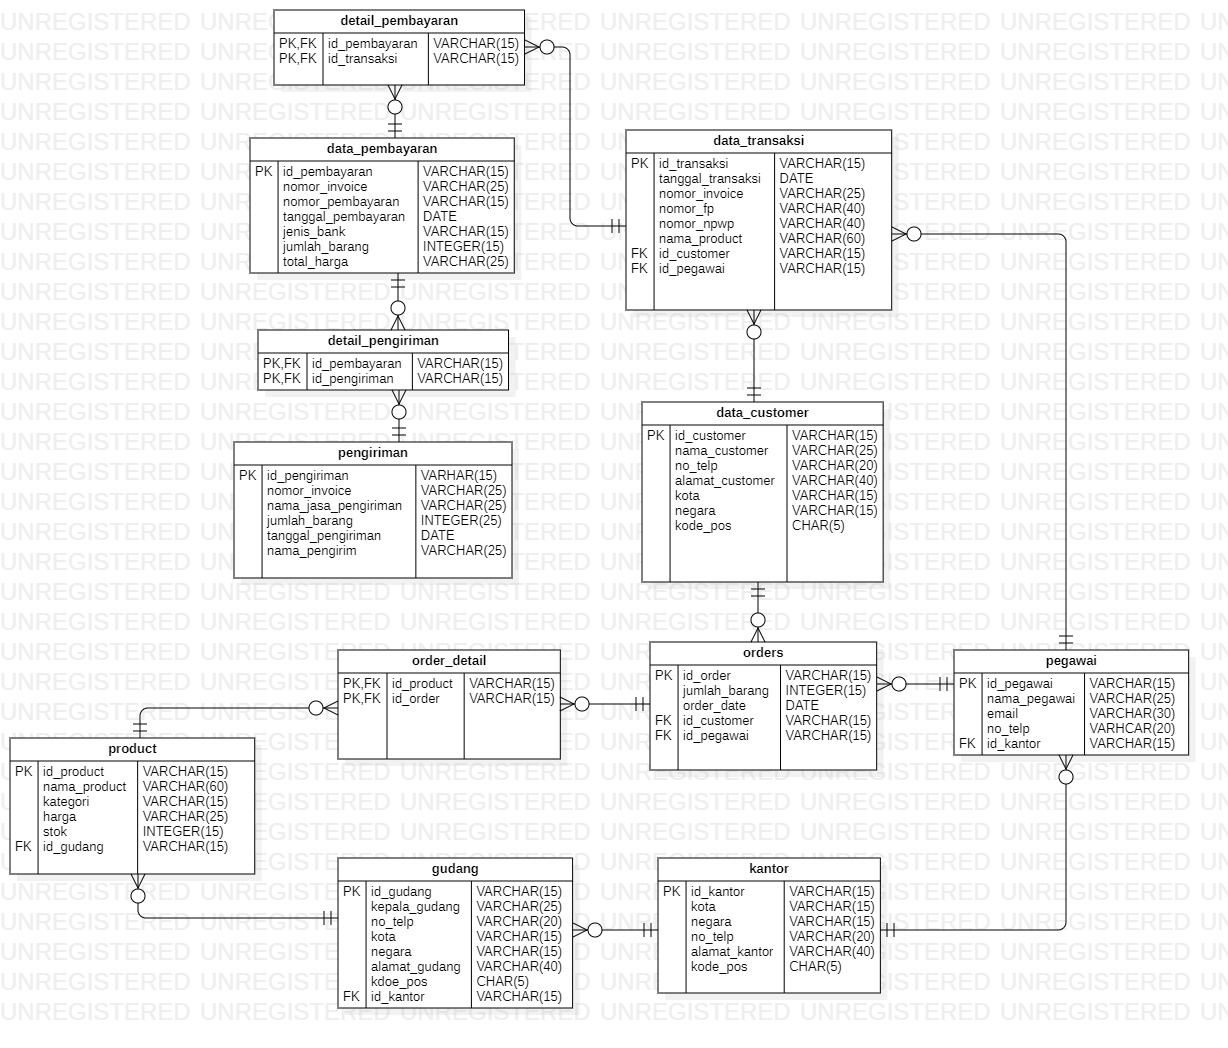 detail_pembayaran
PK,FK id_pembayaran VARCHAR(15)
PK,FK id_transaksi VARCHAR(15)
data_pembayaran
PK id_pembayaran VARCHAR(15)
nomor_invoice VARCHAR(25)
nomor_pembayaran VARCHAR(15)
tanggal_pembayaran DATE
jenis_bank VARCHAR(15)
jumlah_barang INTEGER(15)
total_harga VARCHAR(25)
data_transaksi
PK id_transaksi VARCHAR(15)
tanggal_transaksi DATE
nomor_invoice VARCHAR(25)
nomor_fp VARCHAR(40)
nomor_npwp VARCHAR(40)
nama_product VARCHAR(60)
FK id_customer VARCHAR(15)
FK id_pegawai VARCHAR(15)
detail_pengiriman
PK,FK id_pembayaran VARCHAR(15)
PK,FK id_pengiriman VARCHAR(15)
pengiriman
PK id_pengiriman VARHAR(15)
nomor_invoice VARCHAR(25)
nama_jasa_pengiriman VARCHAR(25)
jumlah_barang INTEGER(25)
tanggal_pengiriman DATE
nama_pengirim VARCHAR(25)
data_customer
PK id_customer VARCHAR(15)
nama_customer VARCHAR(25)
no_telp VARCHAR(20)
alamat_customer VARCHAR(40)
kota VARCHAR(15)
negara VARCHAR(15)
kode_pos CHAR(5)
order_detail
PK,FK id_product VARCHAR(15)
PK,FK id_order VARCHAR(15)
orders
PK id_order VARCHAR(15)
jumlah_barang INTEGER(15)
order_date DATE
FK id_customer VARCHAR(15)
FK id_pegawai VARCHAR(15)
pegawai
PK id_pegawai VARCHAR(15)
nama_pegawai VARCHAR(25)
email VARCHAR(30)
no_telp VARHCAR(20)
FK id_kantor VARCHAR(15)
product
PK id_product VARCHAR(15)
nama_product VARCHAR(60)
kategori VARCHAR(15)
harga VARCHAR(25)
stok INTEGER(15)
FK id_gudang VARCHAR(15)
gudang
PK id_gudang VARCHAR(15)
kepala_gudang VARCHAR(25)
no_telp VARCHAR(20)
kota VARCHAR(15)
negara VARCHAR(15)
alamat_gudang VARCHAR(40)
kdoe_pos CHAR(5)
FK id_kantor VARCHAR(15)
kantor
PK id_kantor VARCHAR(15)
kota VARCHAR(15)
negara VARCHAR(15)
no_telp VARCHAR(20)
alamat_kantor VARCHAR(40)
kode_pos CHAR(5)
UNREGISTERED